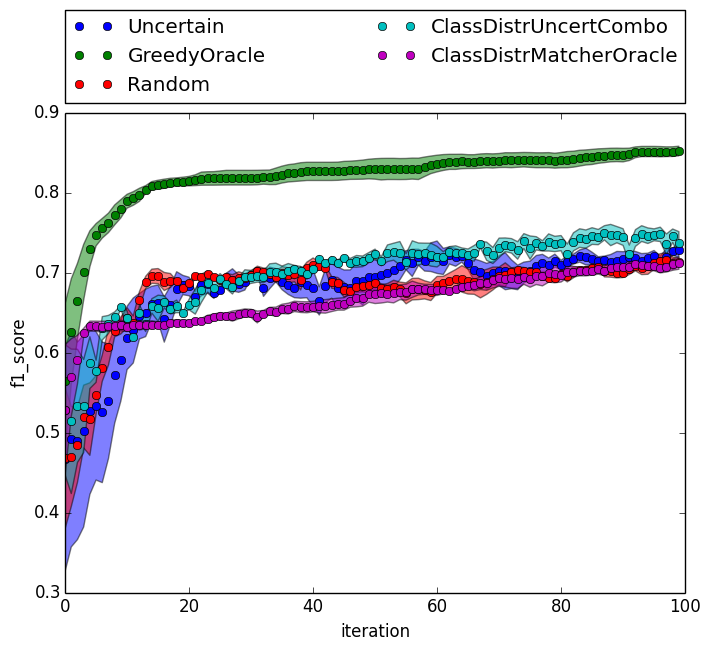 Uncertain
GreedyOracle
Random
ClassDistrUncertCombo
ClassDistrMatcherOracle
0.9
0.8
0.7
0.6
0.5
0.4
0.3
f1_score
0 20 40 60 80 100
iteration